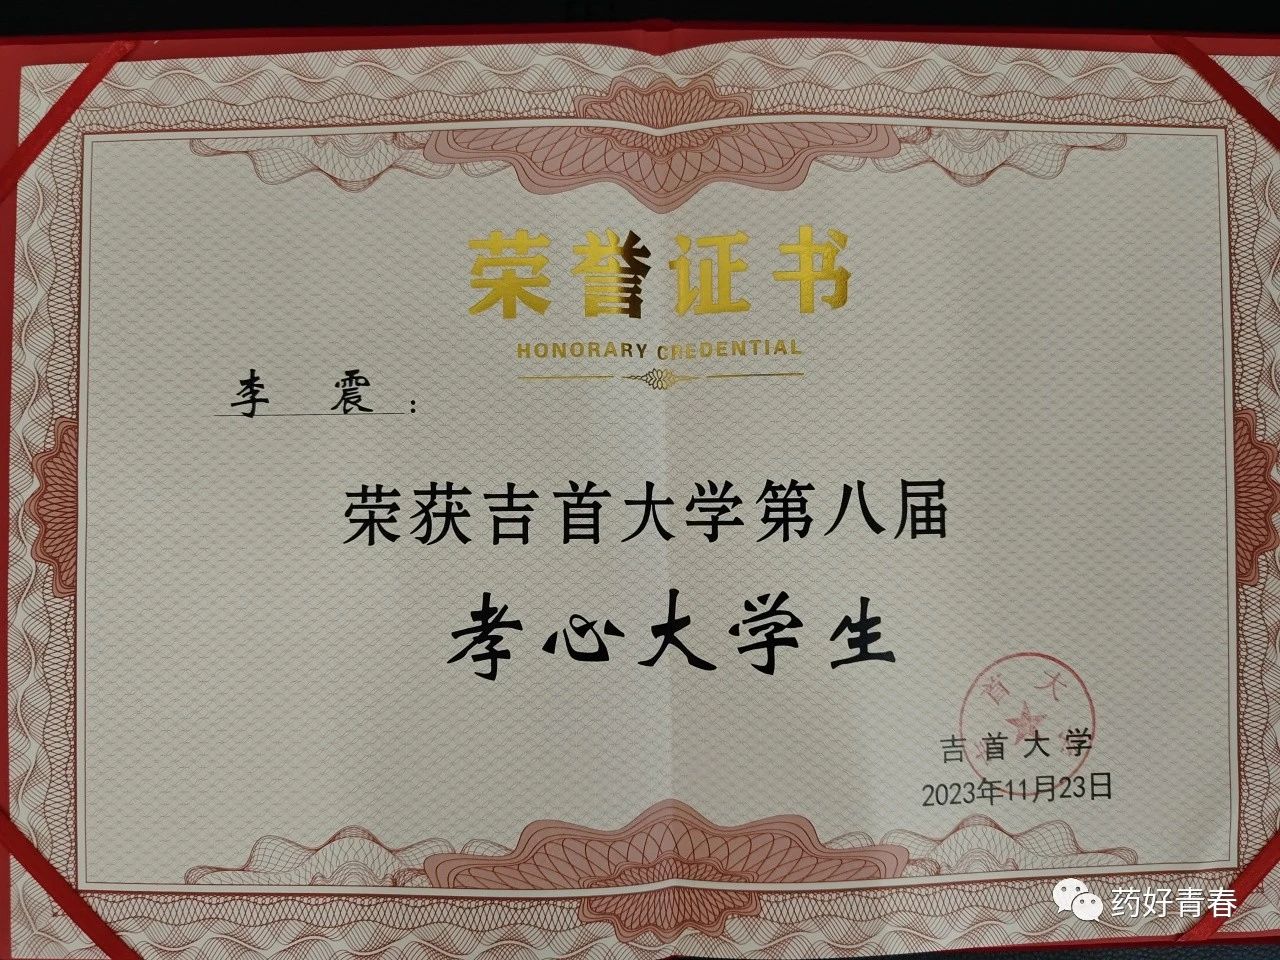 荣誉证书
HONORARY CREDENTIAL
李 震：
荣获吉首大学第八届
孝心大学生
吉首大学
2023年11月23日
药好青春